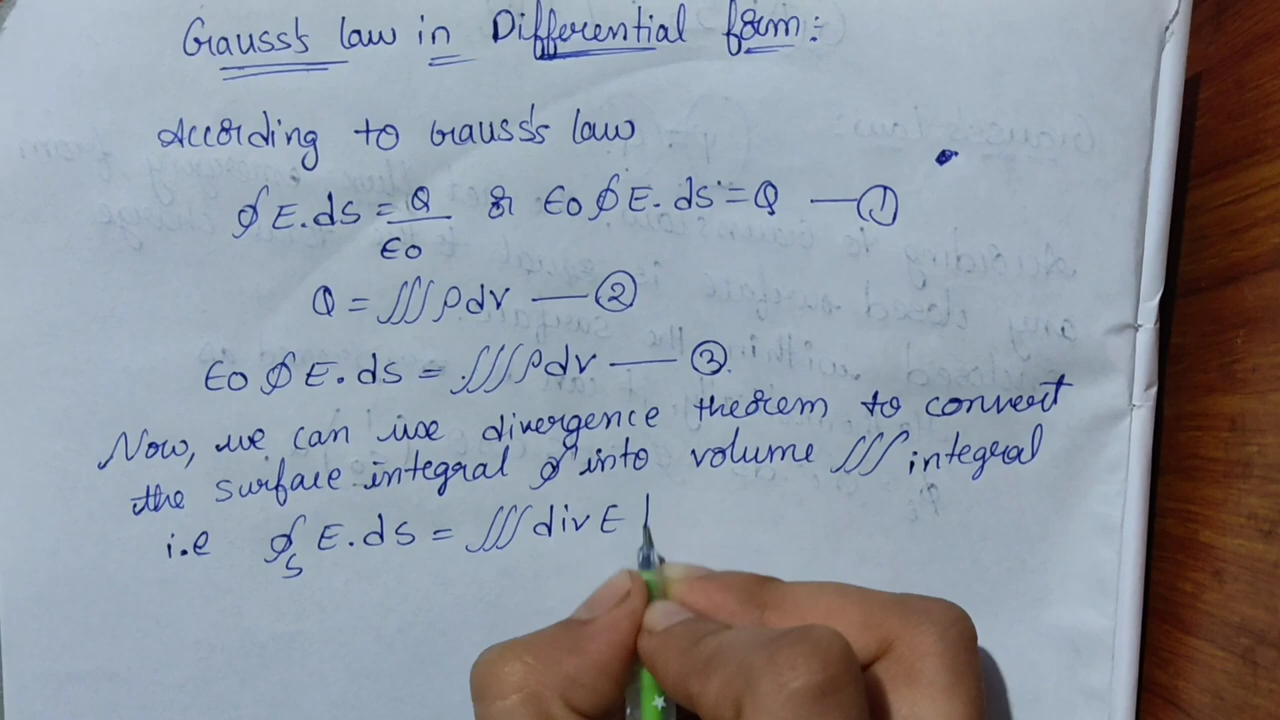 Gauss's law in Differential form:
According to Gauss's law
∮ E.ds = Q/ϵ0 or ϵ0 ∮ E.ds = Q —①
Q = ∭ ρdv —②
ϵ0 ∮ E.ds = ∭ ρdv —③
Now, we can use divergence theorem to convert
the surface integral ∮ into volume ∭ integral
i.e ∮s E.ds = ∭ div E